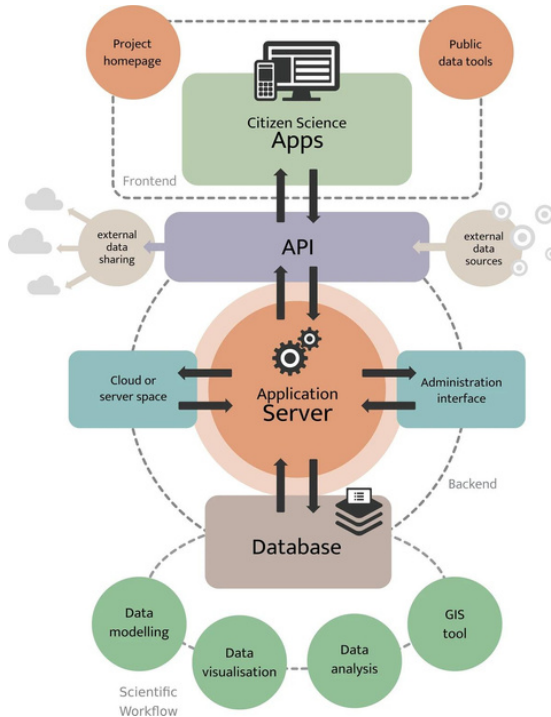 Project
homepage
Public
data tools
Citizen Science
Apps
Frontend
external
data
sharing
API
external
data
sources
Cloud or
server space
Application
Server
Administration
interface
Backend
Database
Data
modelling
Data
visualisation
Data
analysis
GIS
tool
Scientific
Workflow